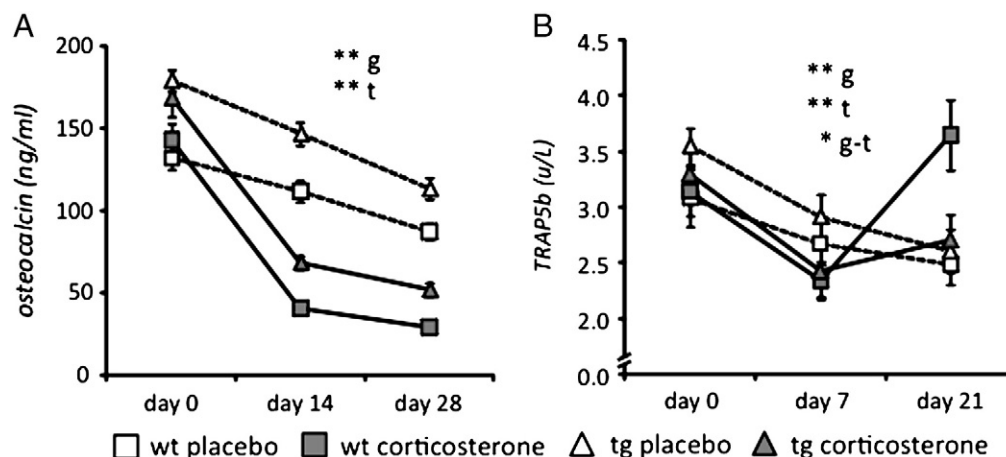 A
osteocalcin (ng/ml)
200
150
100
50
0
** g
** t
day 0 day 14 day 28
B
TRAP5b (u/L)
4.5
4.0
3.5
3.0
2.5
2.0
0.0
** g
** t
* g-t
day 0 day 7 day 21
wt placebo wt corticosterone tg placebo tg corticosterone